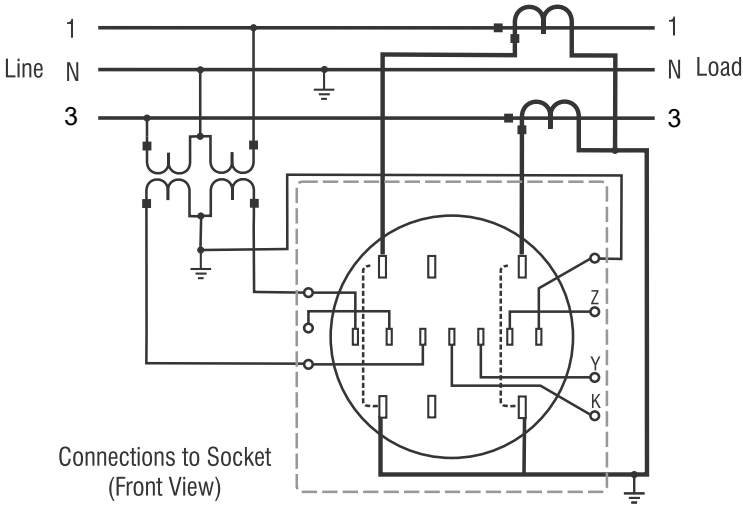 1
1
Line
N
N
Load
3
3
Z
Y
K
Connections to Socket
(Front View)